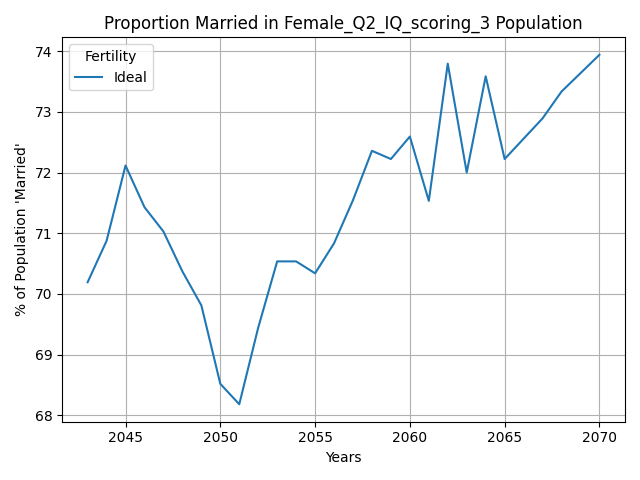 Proportion Married in Female_Q2_IQ_scoring_3 Population
Fertility
Ideal
% of Population 'Married'
74
73
72
71
70
69
68
2045 2050 2055 2060 2065 2070
Years